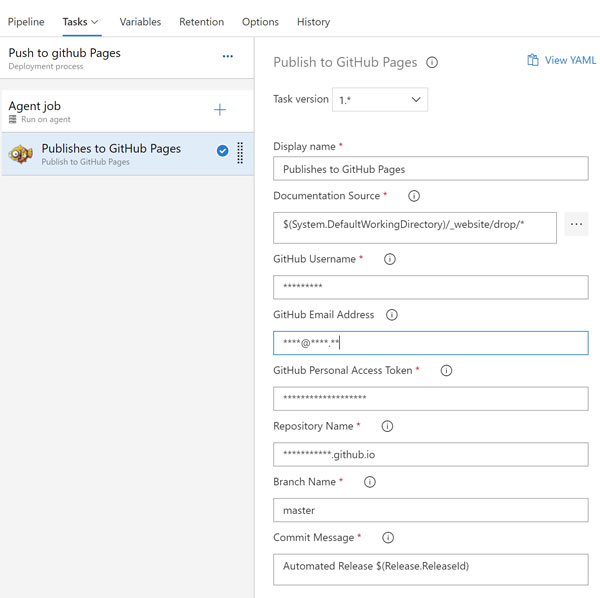 Pipeline Tasks Variables Retention Options History
Push to github Pages
Deployment process
Agent job
Run on agent
Publishes to GitHub Pages
Publish to GitHub Pages
Publish to GitHub Pages
View YAML
Task version 1.*
Display name *
Publishes to GitHub Pages
Documentation Source *
$(System.DefaultWorkingDirectory)/_website/drop/*
GitHub Username *
*********
GitHub Email Address
****@****.**
GitHub Personal Access Token *
*******************
Repository Name *
***********.github.io
Branch Name *
master
Commit Message *
Automated Release $(Release.ReleaseId)